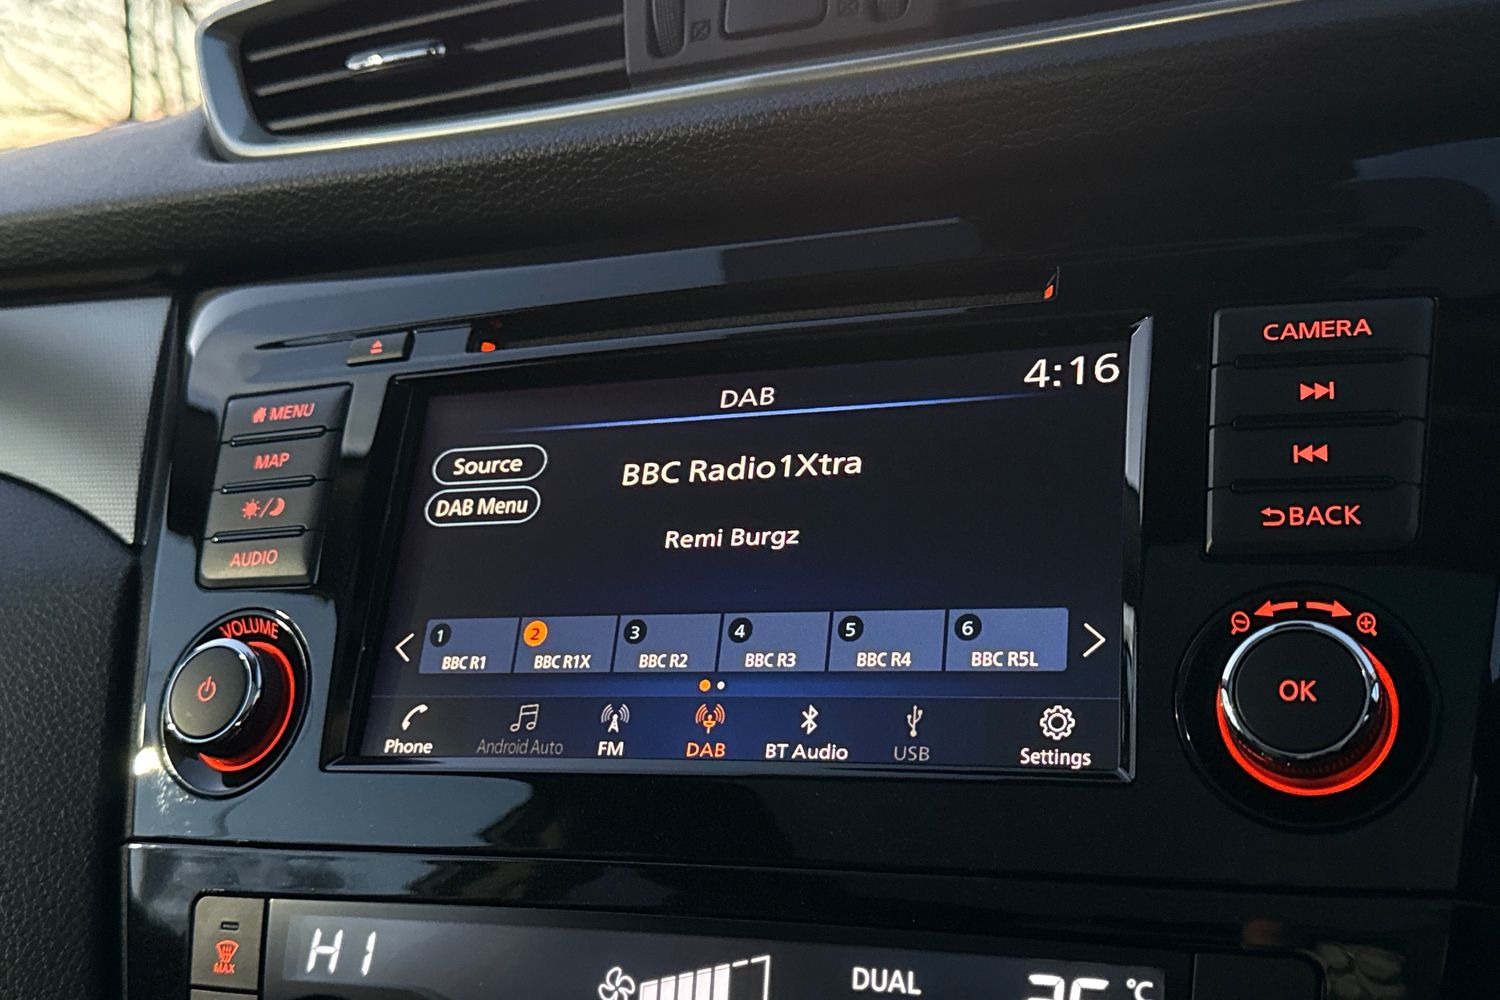 4:16
DAB
Source
DAB Menu
BBC Radio1Xtra
Remi Burgz
1 BBC R1
2 BBC R1X
3 BBC R2
4 BBC R3
5 BBC R4
6 BBC R5L
Phone
Android Auto
FM
DAB
BT Audio
USB
Settings
MENU
MAP
AUDIO
VOLUME
CAMERA
BACK
OK
MAX
HI
DUAL
°C